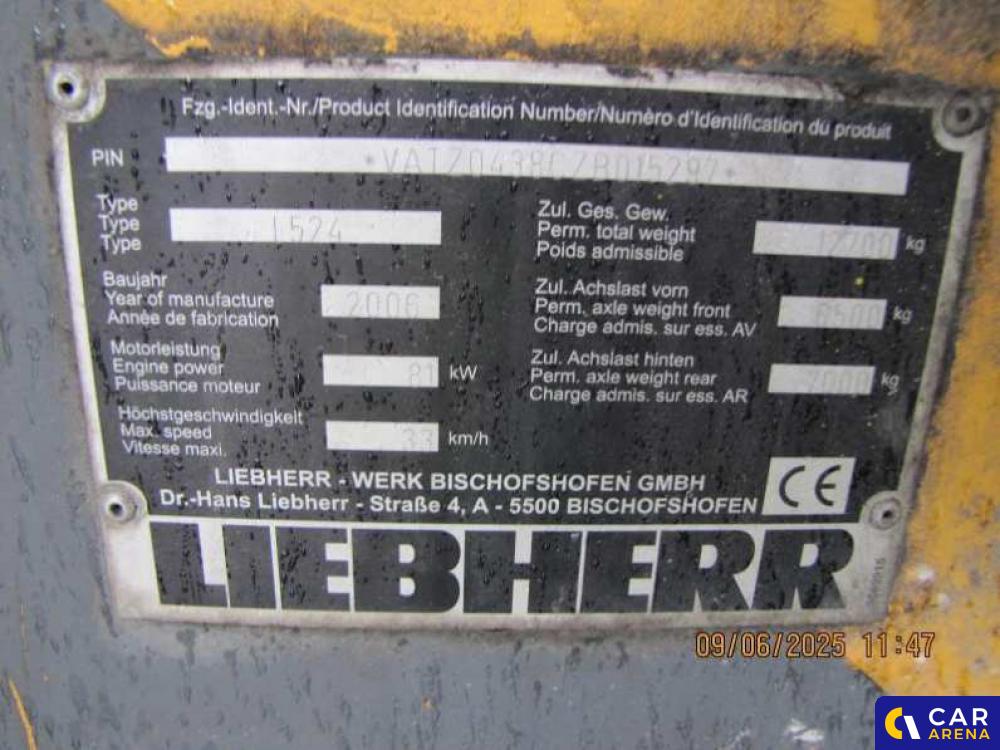 Fzg.-Ident.-Nr./Product Identification Number/Numéro d'Identification du produit
PIN
Type
Type L524
Type
Baujahr
Year of manufacture 2006
Année de fabrication
Motorleistung
Engine power 81 kW
Puissance moteur
Höchstgeschwindigkeit
Max. speed 33 km/h
Vitesse maxi.
Zul. Ges. Gew.
Perm. total weight kg
Poids admissible
Zul. Achslast vorn
Perm. axle weight front 8500 kg
Charge admis. sur ess. AV
Zul. Achslast hinten
Perm. axle weight rear 7000 kg
Charge admis. sur ess. AR
LIEBHERR - WERK BISCHOFSHOFEN GMBH
Dr.-Hans Liebherr - Straße 4, A - 5500 BISCHOFSHOFEN
CE
LIEBHERR
09/06/2025 11:47
CAR
ARENA